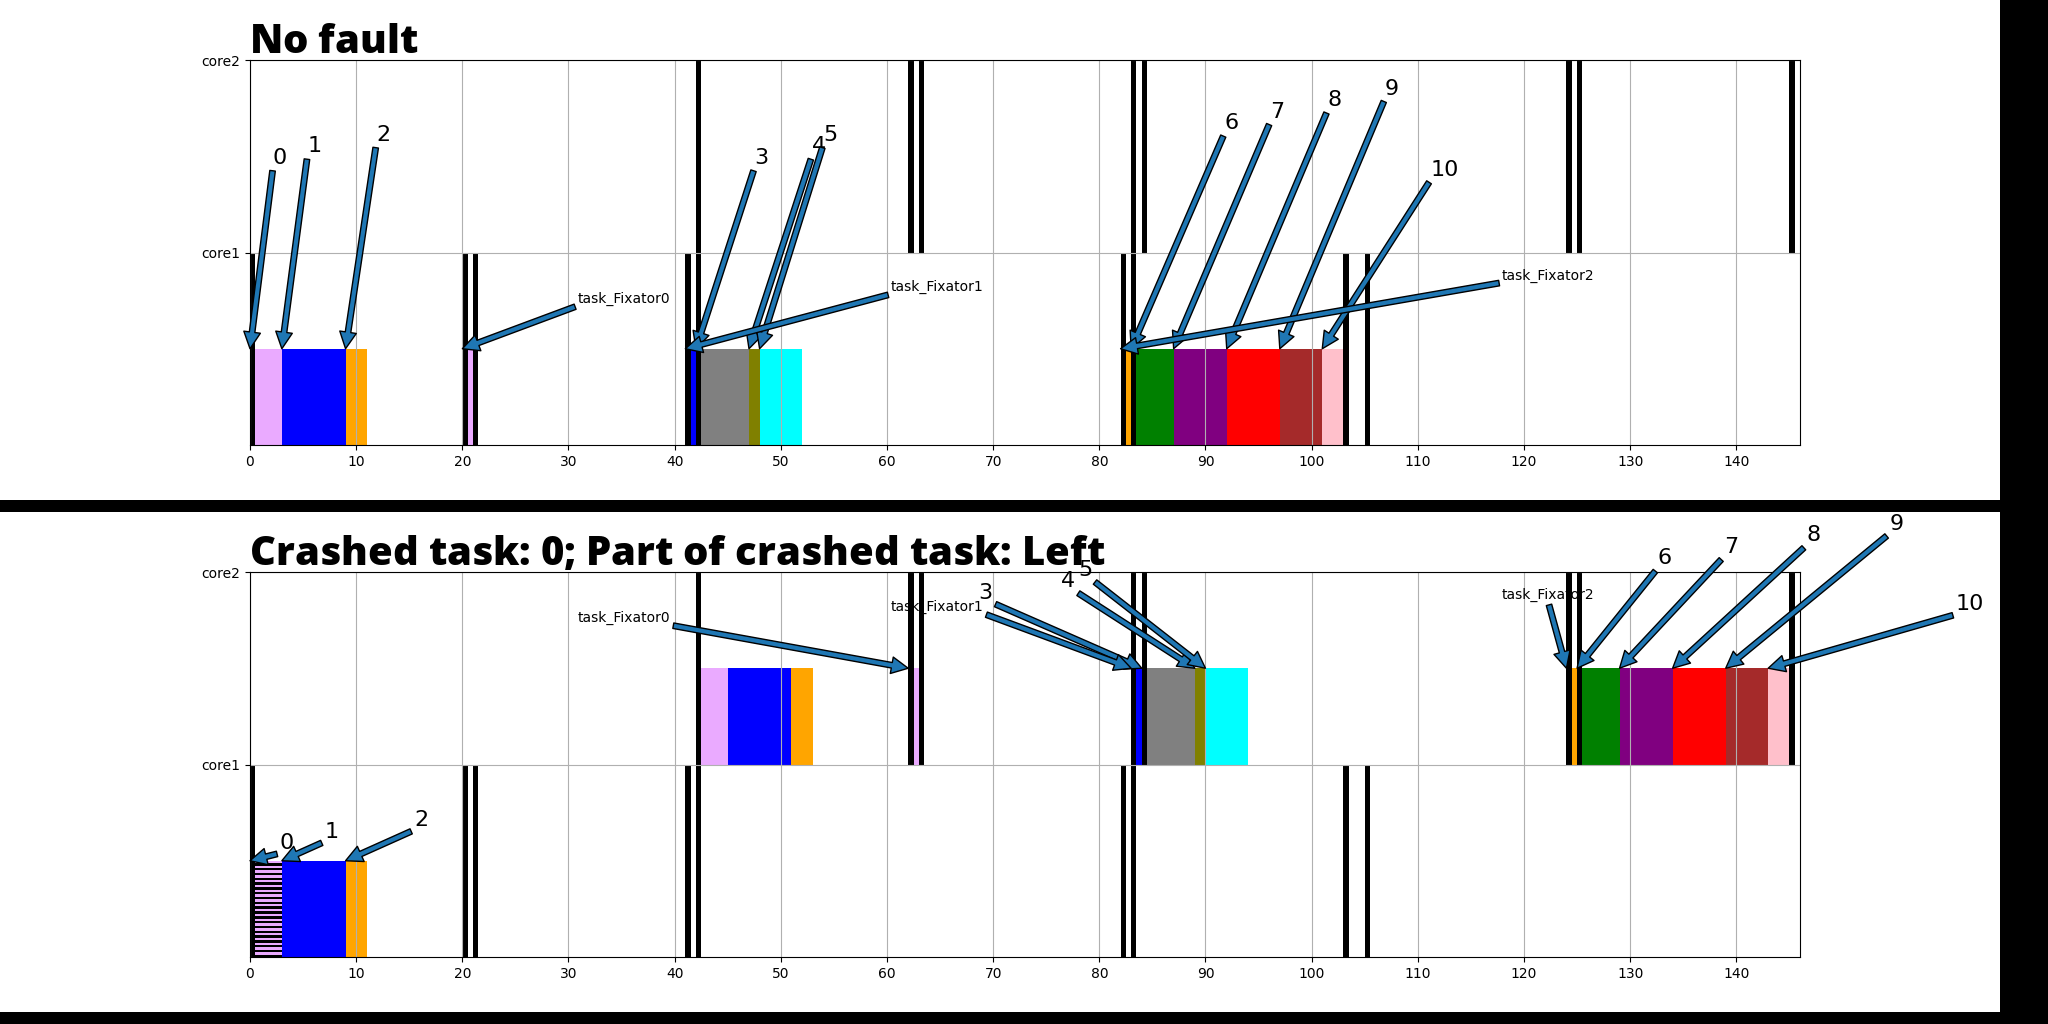 No fault
core2
9
8
7
6
5
2
4
1
0
3
10
core1
task_Fixator2
task_Fixator1
task_Fixator0
0 10 20 30 40 50 60 70 80 90 100 110 120 130 140
Crashed task: 0; Part of crashed task: Left
9
8
7
6
5
core2
4
3
task_Fixator2
10
task_Fixator1
task_Fixator0
core1
2
1
0
0 10 20 30 40 50 60 70 80 90 100 110 120 130 140